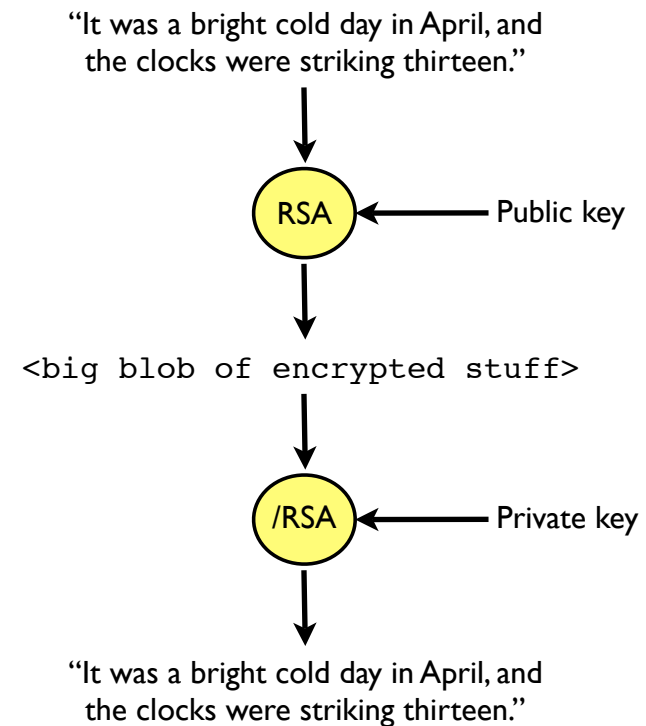 “It was a bright cold day in April, and
the clocks were striking thirteen.”
RSA
Public key
<big blob of encrypted stuff>
/RSA
Private key
“It was a bright cold day in April, and
the clocks were striking thirteen.”